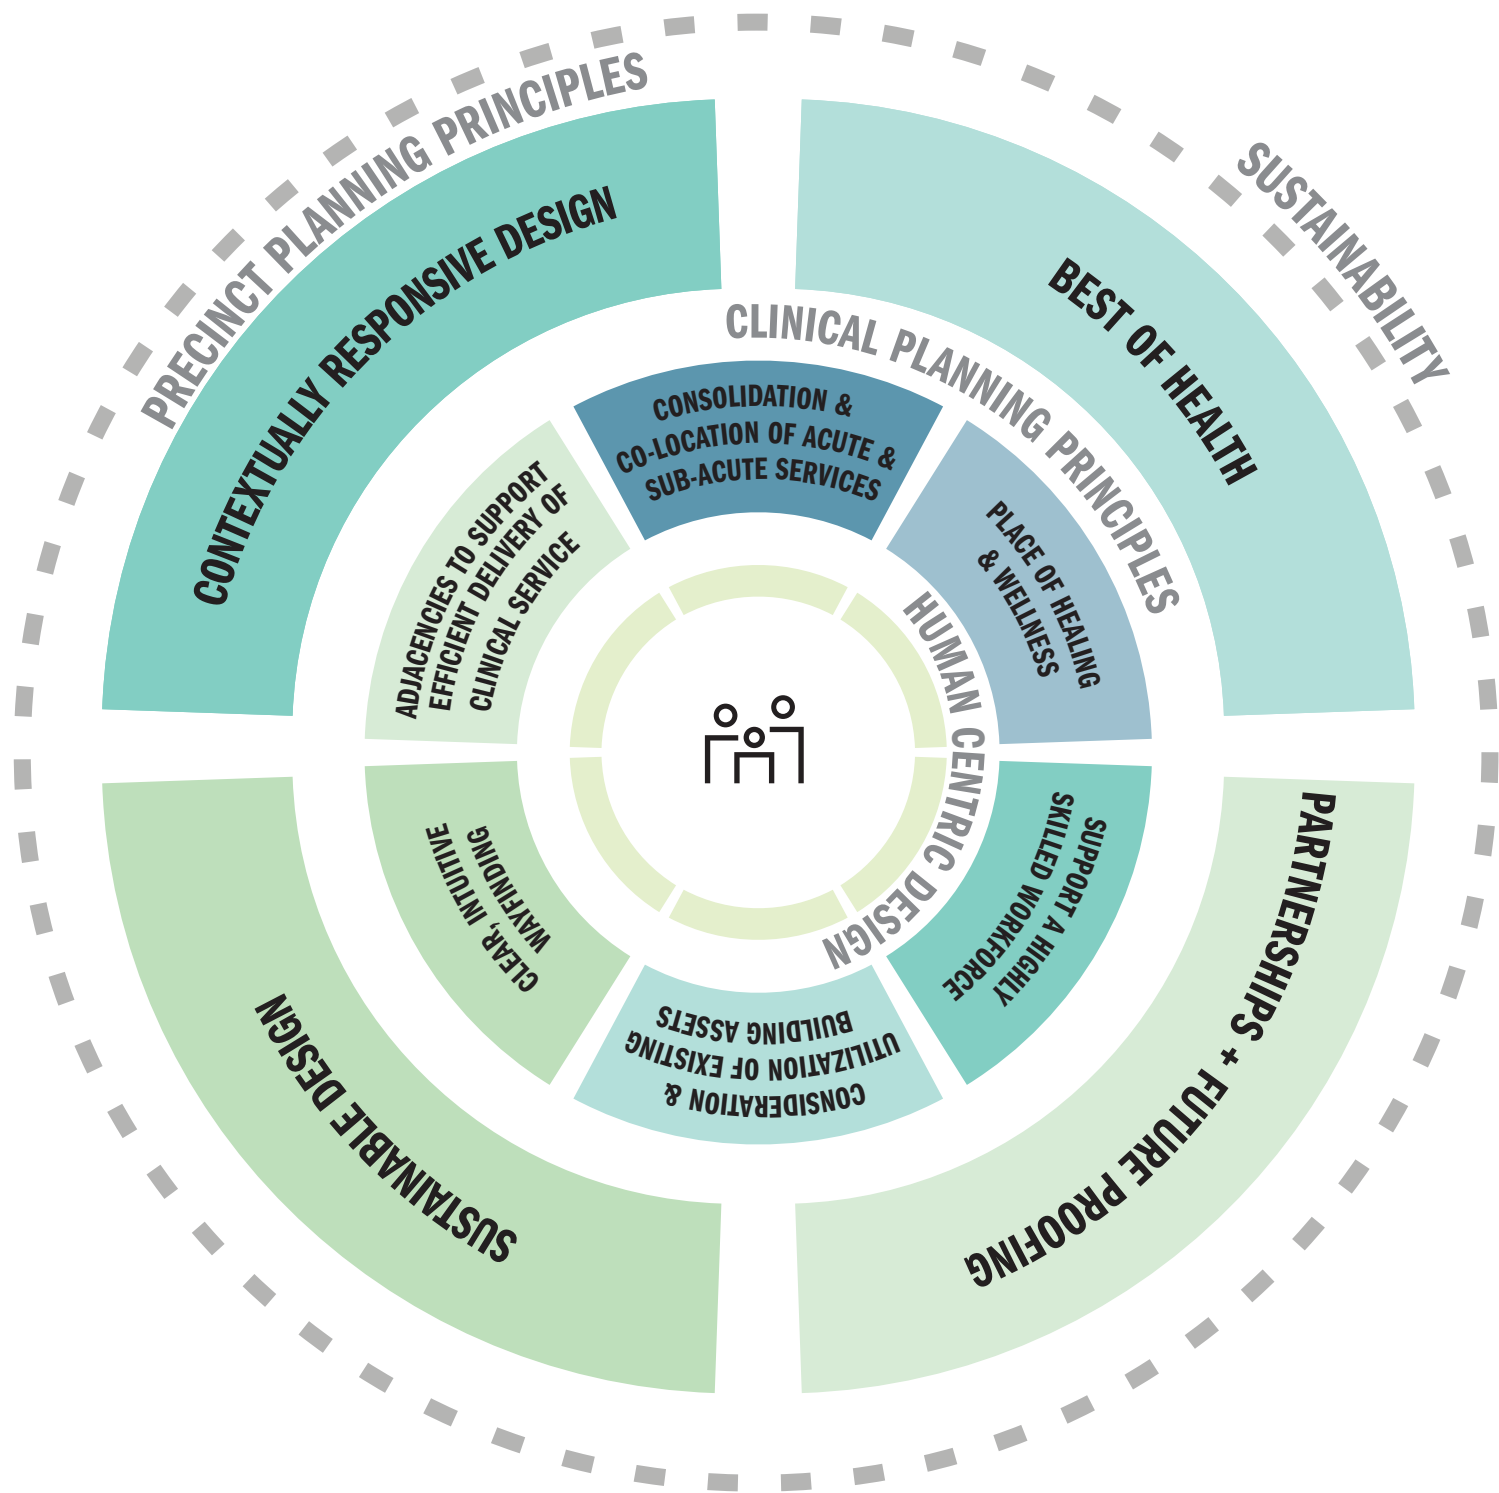 PRECINCT PLANNING PRINCIPLES
SUSTAINABILITY
CONTEXTUALLY RESPONSIVE DESIGN
BEST OF HEALTH
PARTNERSHIPS + FUTURE PROOFING
SUSTAINABLE DESIGN
CLINICAL PLANNING PRINCIPLES
CONSOLIDATION &
CO-LOCATION OF ACUTE &
SUB-ACUTE SERVICES
PLACE OF HEALING
& WELLNESS
SUPPORT A HIGHLY
SKILLED WORKFORCE
CONSIDERATION &
UTILIZATION OF EXISTING
BUILDING ASSETS
CLEAR, INTUITIVE
WAYFINDING
ADJACENCIES TO SUPPORT
EFFICIENT DELIVERY OF
CLINICAL SERVICE
HUMAN CENTRIC DESIGN